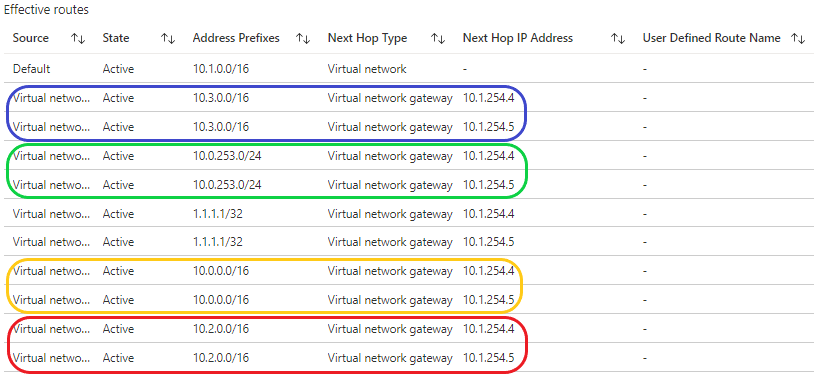 Effective routes
Source State Address Prefixes Next Hop Type Next Hop IP Address User Defined Route Name
Default Active 10.1.0.0/16 Virtual network - -
Virtual netwo... Active 10.3.0.0/16 Virtual network gateway 10.1.254.4 -
Virtual netwo... Active 10.3.0.0/16 Virtual network gateway 10.1.254.5 -
Virtual netwo... Active 10.0.253.0/24 Virtual network gateway 10.1.254.4 -
Virtual netwo... Active 10.0.253.0/24 Virtual network gateway 10.1.254.5 -
Virtual netwo... Active 1.1.1.1/32 Virtual network gateway 10.1.254.4 -
Virtual netwo... Active 1.1.1.1/32 Virtual network gateway 10.1.254.5 -
Virtual netwo... Active 10.0.0.0/16 Virtual network gateway 10.1.254.4 -
Virtual netwo... Active 10.0.0.0/16 Virtual network gateway 10.1.254.5 -
Virtual netwo... Active 10.2.0.0/16 Virtual network gateway 10.1.254.4 -
Virtual netwo... Active 10.2.0.0/16 Virtual network gateway 10.1.254.5 -